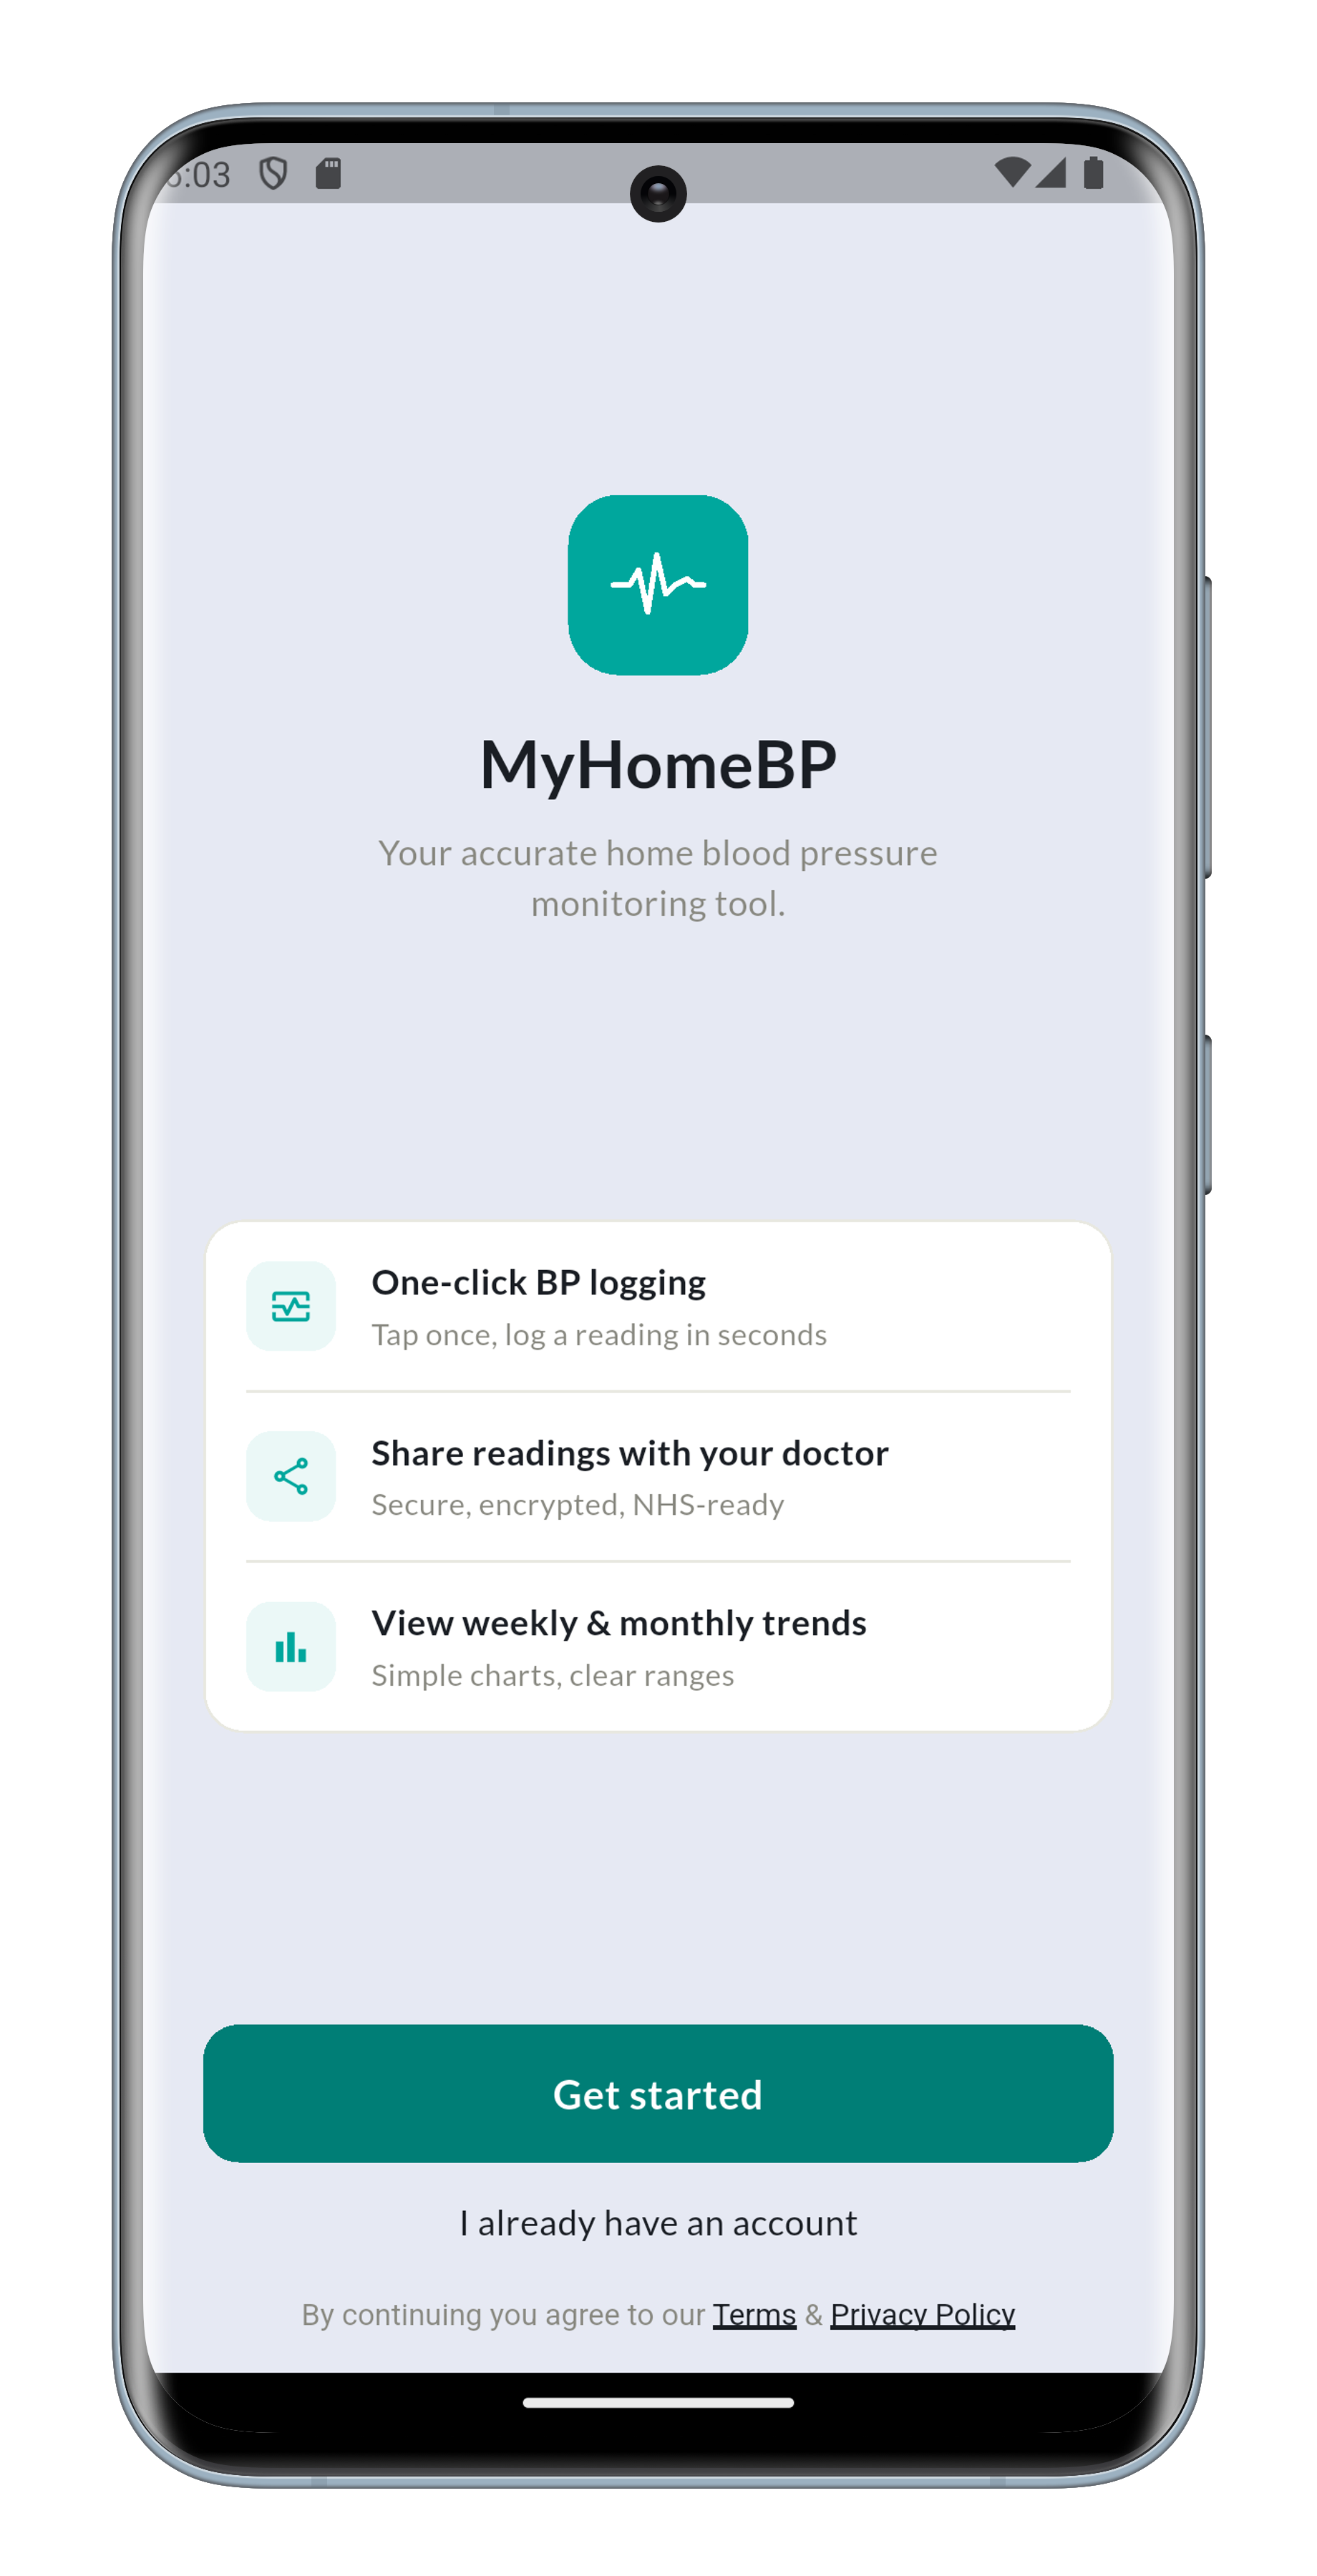 :03
MyHomeBP
Your accurate home blood pressure
monitoring tool.
One-click BP logging
Tap once, log a reading in seconds
Share readings with your doctor
Secure, encrypted, NHS-ready
View weekly & monthly trends
Simple charts, clear ranges
Get started
I already have an account
By continuing you agree to our Terms & Privacy Policy